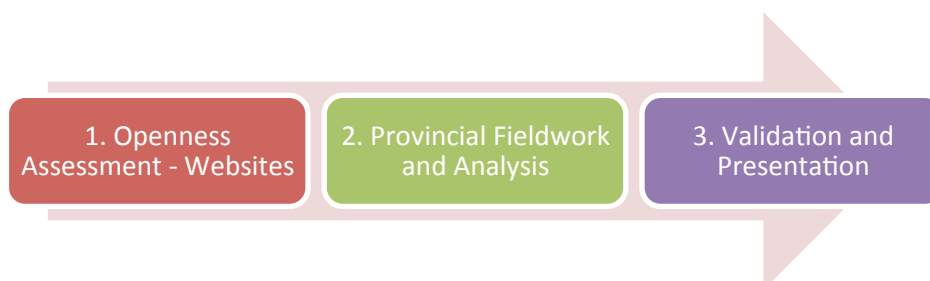 1. Openness
Assessment - Websites
2. Provincial Fieldwork
and Analysis
3. Validation and
Presentation